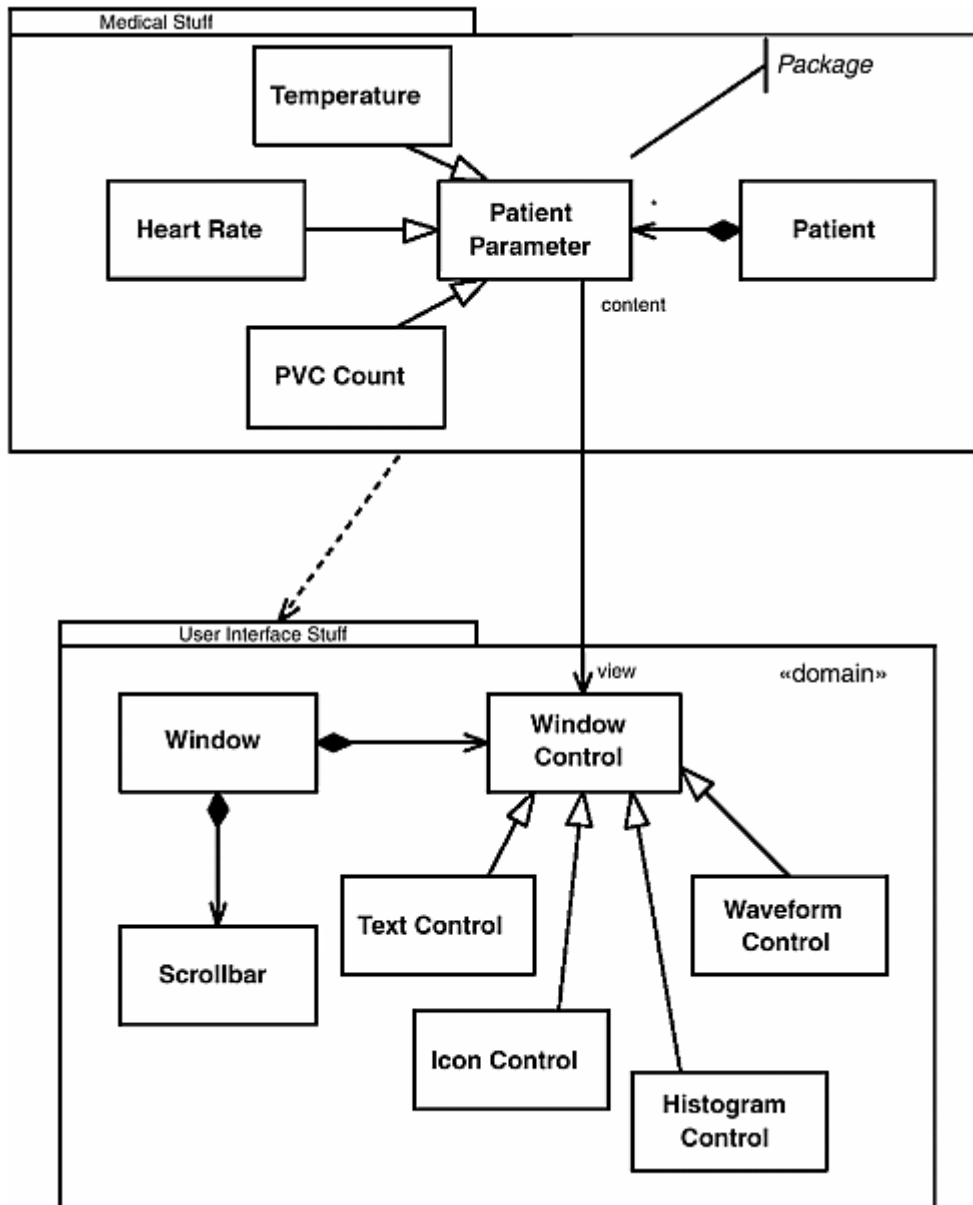 Medical Stuff
Package
Temperature
Heart Rate
Patient
Parameter
*
Patient
content
PVC Count
User Interface Stuff
«domain»
view
Window
Window
Control
Text Control
Waveform
Control
Scrollbar
Icon Control
Histogram
Control